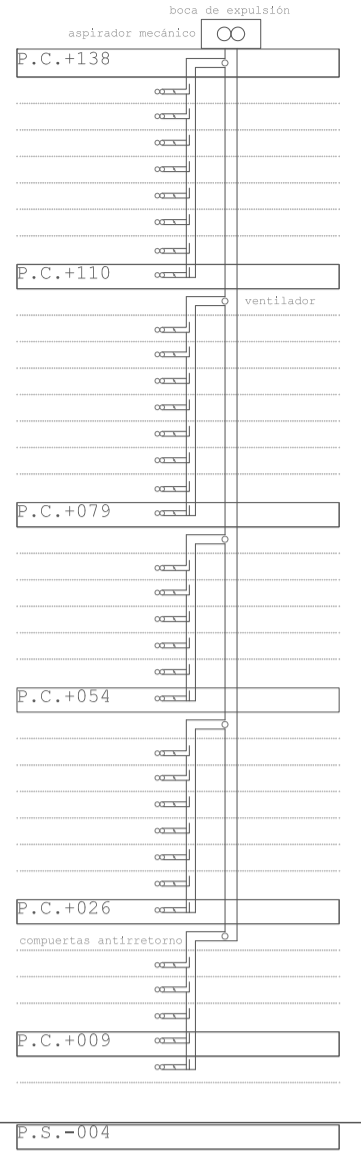 boca de expulsión
aspirador mecánico
P.C.+138
P.C.+110
ventilador
P.C.+079
P.C.+054
P.C.+026
compuertas antirretorno
P.C.+009
P.S.-004